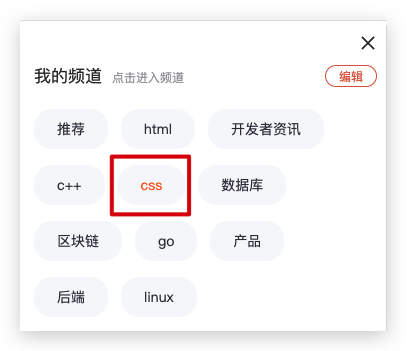 我的频道 点击进入频道 编辑
推荐 html 开发者资讯
c++ css 数据库
区块链 go 产品
后端 linux